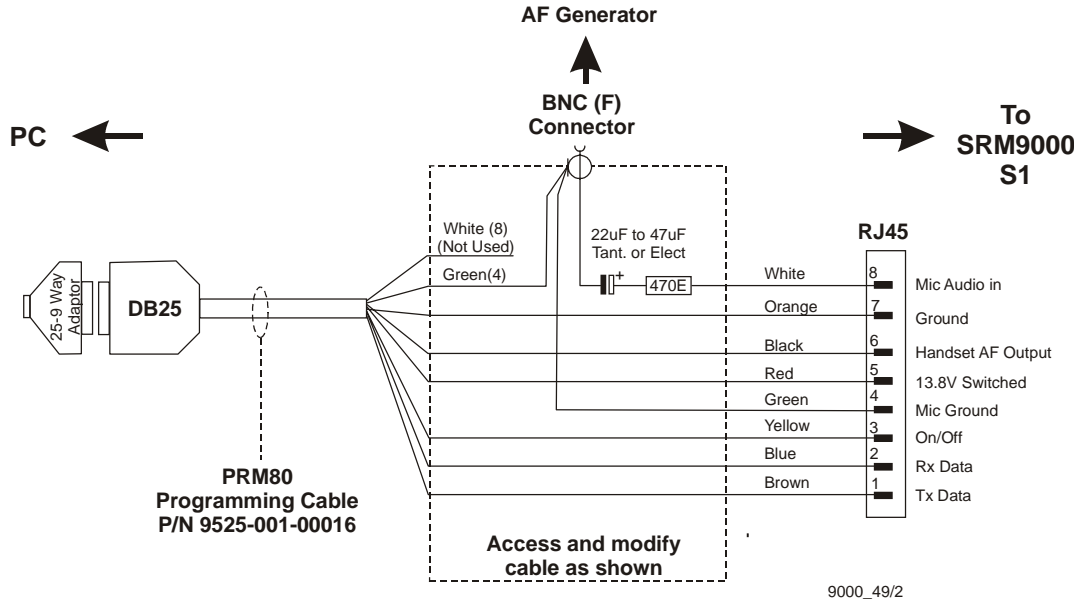 AF Generator
BNC (F)
Connector
PC
To
SRM9000
S1
RJ45
White (8)
(Not Used)
Green(4)
22uF to 47uF
Tant. or Elect
+
470E
25-9 Way
Adaptor
DB25
White
8
Mic Audio in
Orange
7
Ground
Black
6
Handset AF Output
Red
5
13.8V Switched
Green
4
Mic Ground
Yellow
3
On/Off
Blue
2
Rx Data
Brown
1
Tx Data
PRM80
Programming Cable
P/N 9525-001-00016
Access and modify
cable as shown
9000_49/2